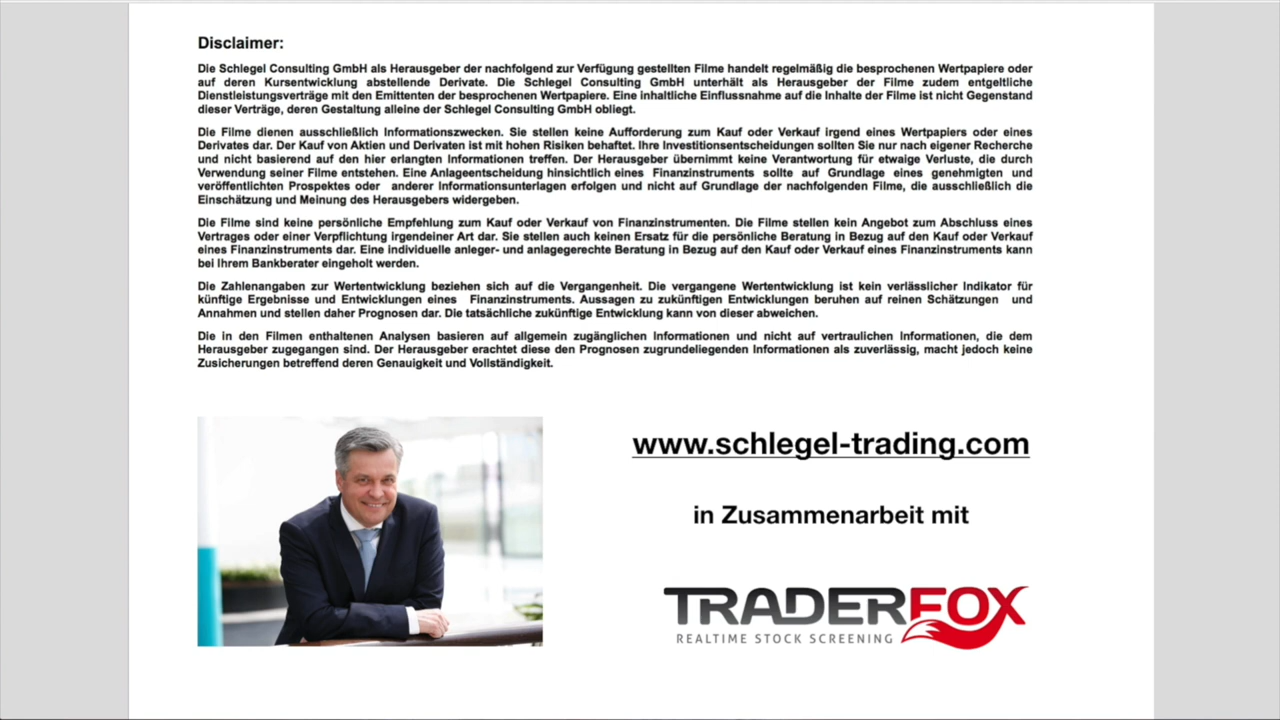 Disclaimer:
Die Schlegel Consulting GmbH als Herausgeber der nachfolgend zur Verfügung gestellten Filme handelt regelmäßig die besprochenen Wertpapiere oder
auf deren Kursentwicklung abstellende Derivate. Die Schlegel Consulting GmbH unterhält als Herausgeber der Filme zudem entgeltliche
Dienstleistungsverträge mit den Emittenten der besprochenen Wertpapiere. Eine inhaltliche Einflussnahme auf die Inhalte der Filme ist nicht Gegenstand
dieser Verträge, deren Gestaltung alleine der Schlegel Consulting GmbH obliegt.
Die Filme dienen ausschließlich Informationszwecken. Sie stellen keine Aufforderung zum Kauf oder Verkauf irgend eines Wertpapiers oder eines
Derivates dar. Der Kauf von Aktien und Derivaten ist mit hohen Risiken behaftet. Ihre Investitionsentscheidungen sollten Sie nur nach eigener Recherche
und nicht basierend auf den hier erlangten Informationen treffen. Der Herausgeber übernimmt keine Verantwortung für etwaige Verluste, die durch
Verwendung seiner Filme entstehen. Eine Anlageentscheidung hinsichtlich eines Finanzinstruments sollte auf Grundlage eines genehmigten und
veröffentlichten Prospektes oder anderer Informationsunterlagen erfolgen und nicht auf Grundlage der nachfolgenden Filme, die ausschließlich die
Einschätzung und Meinung des Herausgebers widergeben.
Die Filme sind keine persönliche Empfehlung zum Kauf oder Verkauf von Finanzinstrumenten. Die Filme stellen kein Angebot zum Abschluss eines
Vertrages oder einer Verpflichtung irgendeiner Art dar. Sie stellen auch keinen Ersatz für die persönliche Beratung in Bezug auf den Kauf oder Verkauf
eines Finanzinstruments dar. Eine individuelle anleger- und anlagegerechte Beratung in Bezug auf den Kauf oder Verkauf eines Finanzinstruments kann
bei Ihrem Bankberater eingeholt werden.
Die Zahlenangaben zur Wertentwicklung beziehen sich auf die Vergangenheit. Die vergangene Wertentwicklung ist kein verlässlicher Indikator für
künftige Ergebnisse und Entwicklungen eines Finanzinstruments. Aussagen zu zukünftigen Entwicklungen beruhen auf reinen Schätzungen und
Annahmen und stellen daher Prognosen dar. Die tatsächliche zukünftige Entwicklung kann von dieser abweichen.
Die in den Filmen enthaltenen Analysen basieren auf allgemein zugänglichen Informationen und nicht auf vertraulichen Informationen, die dem
Herausgeber zugegangen sind. Der Herausgeber erachtet diese den Prognosen zugrundeliegenden Informationen als zuverlässig, macht jedoch keine
Zusicherungen betreffend deren Genauigkeit und Vollständigkeit.
www.schlegel-trading.com
in Zusammenarbeit mit
TRADERFOX
REALTIME STOCK SCREENING